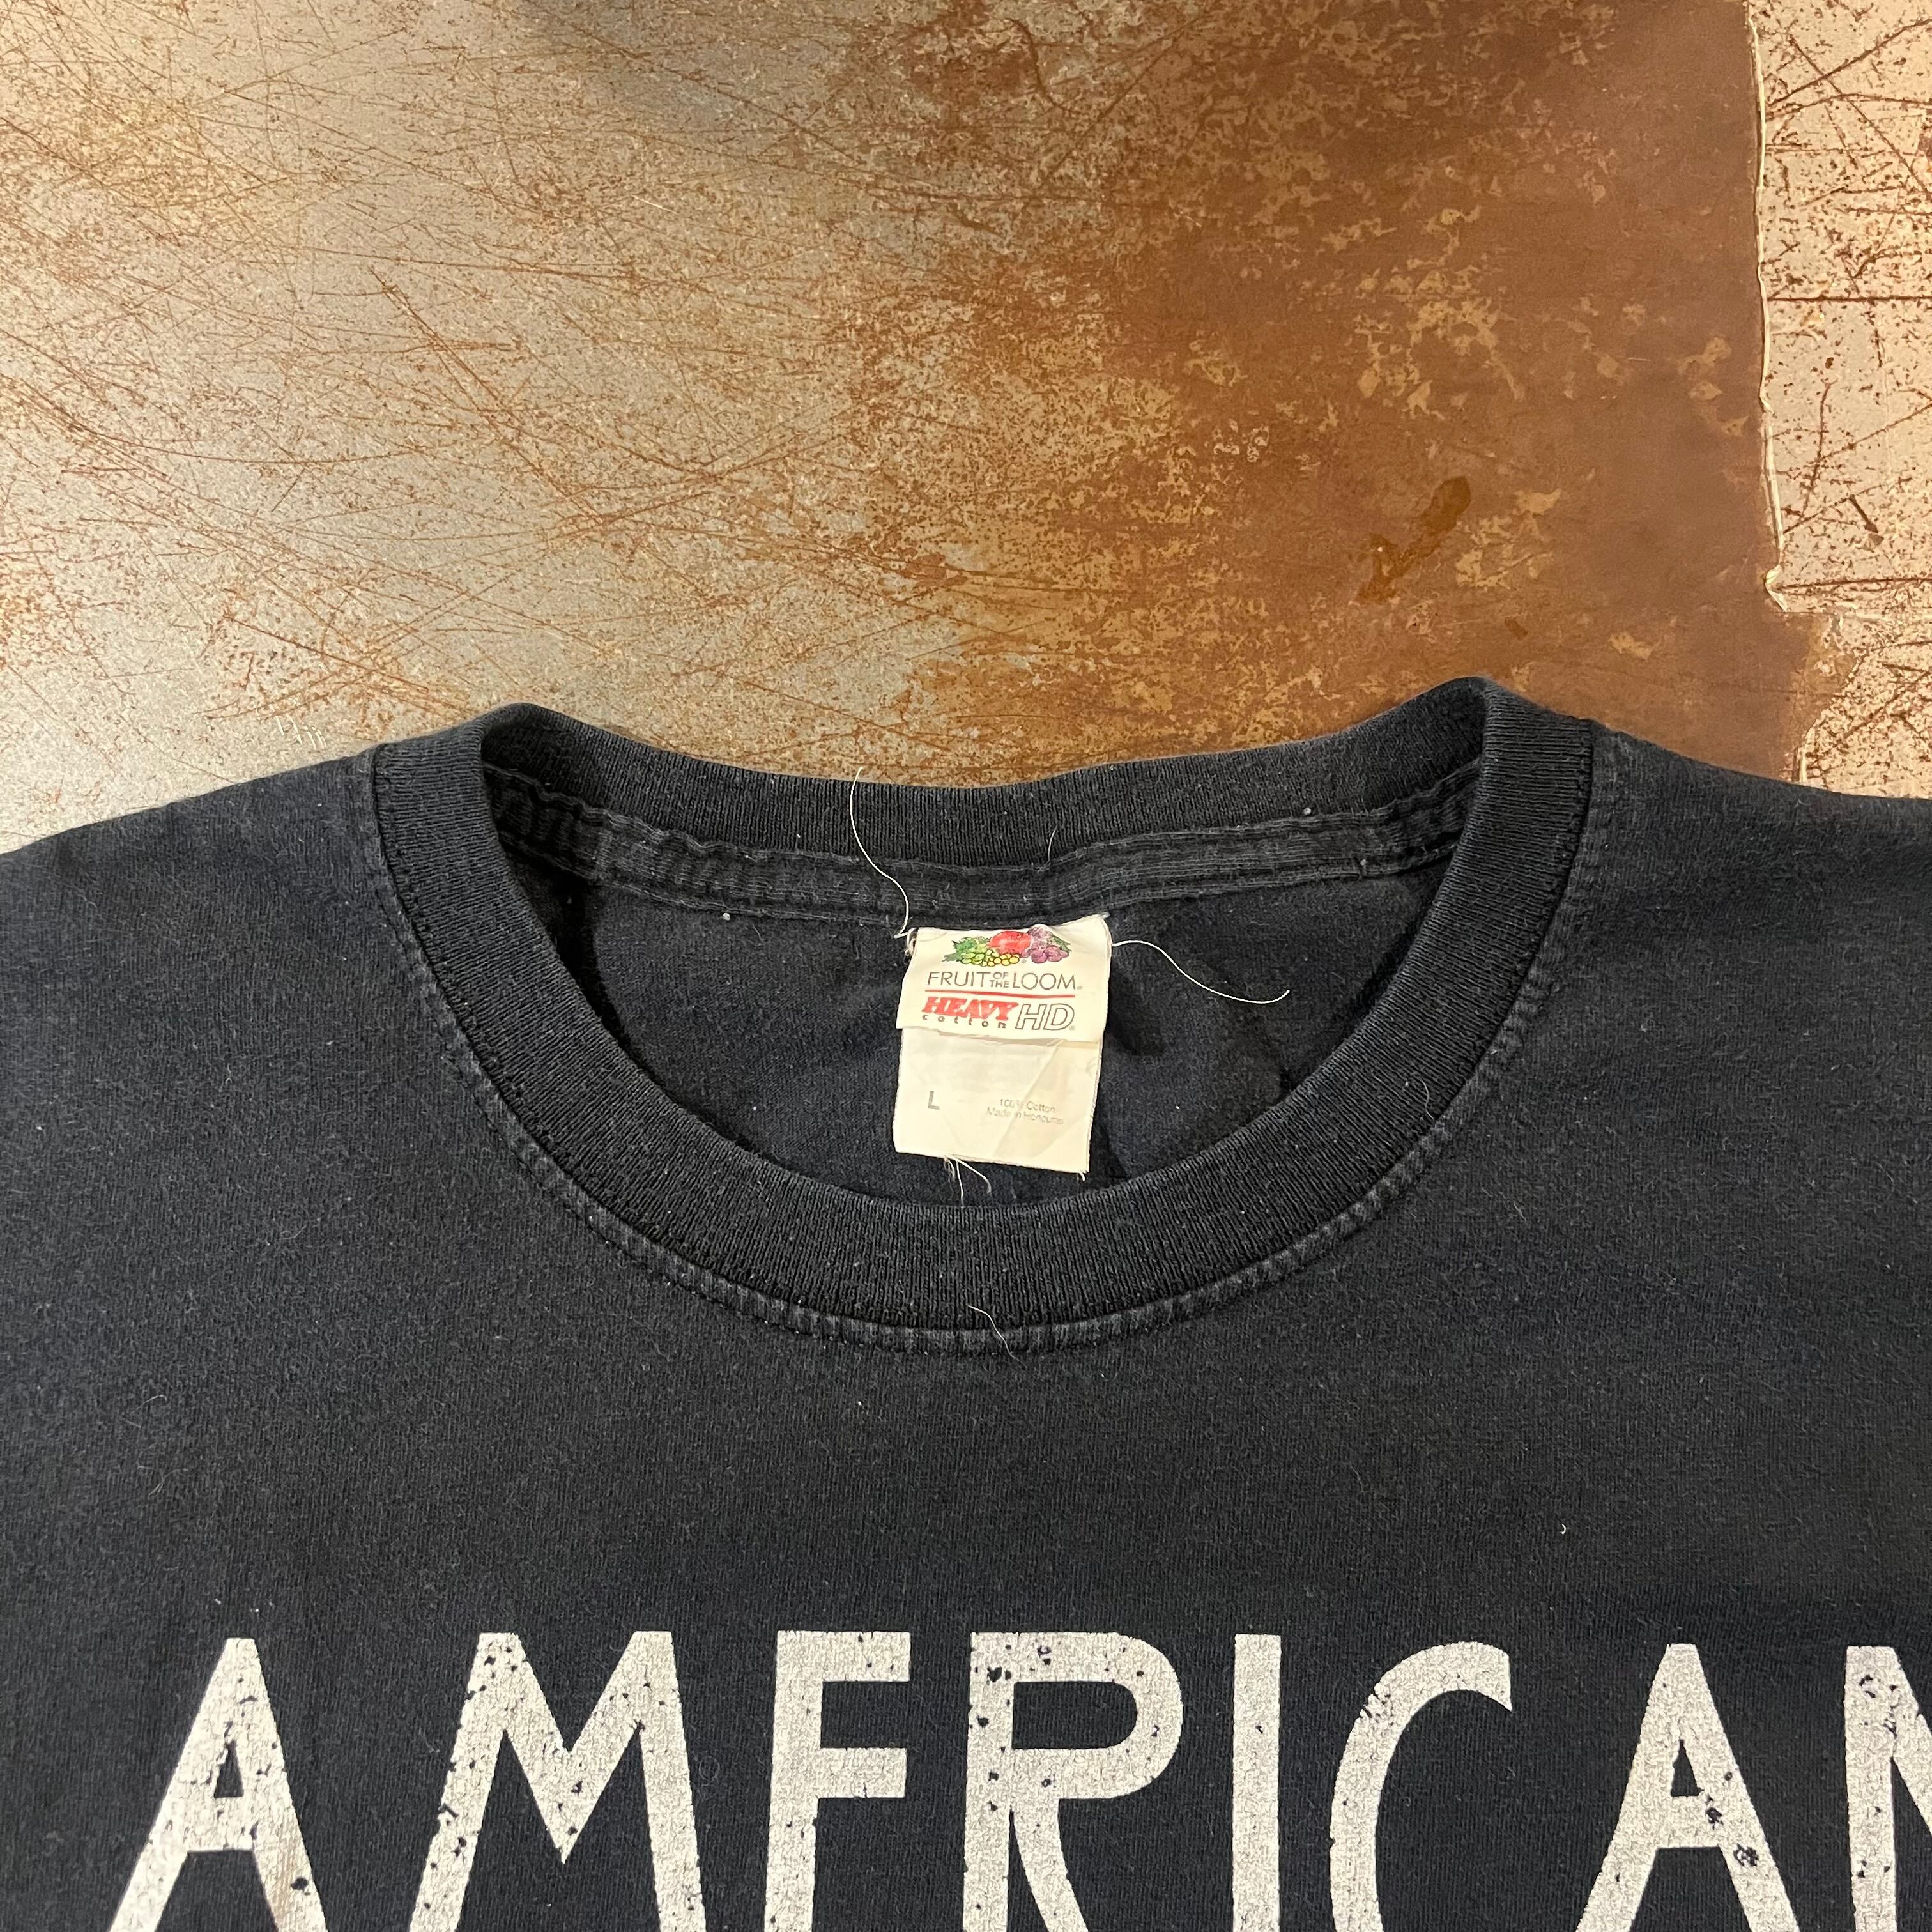 FRUIT OF THE LOOM®
HEAVY cotton HD®
L
100% Cotton
Made in Honduras
AMERICAN